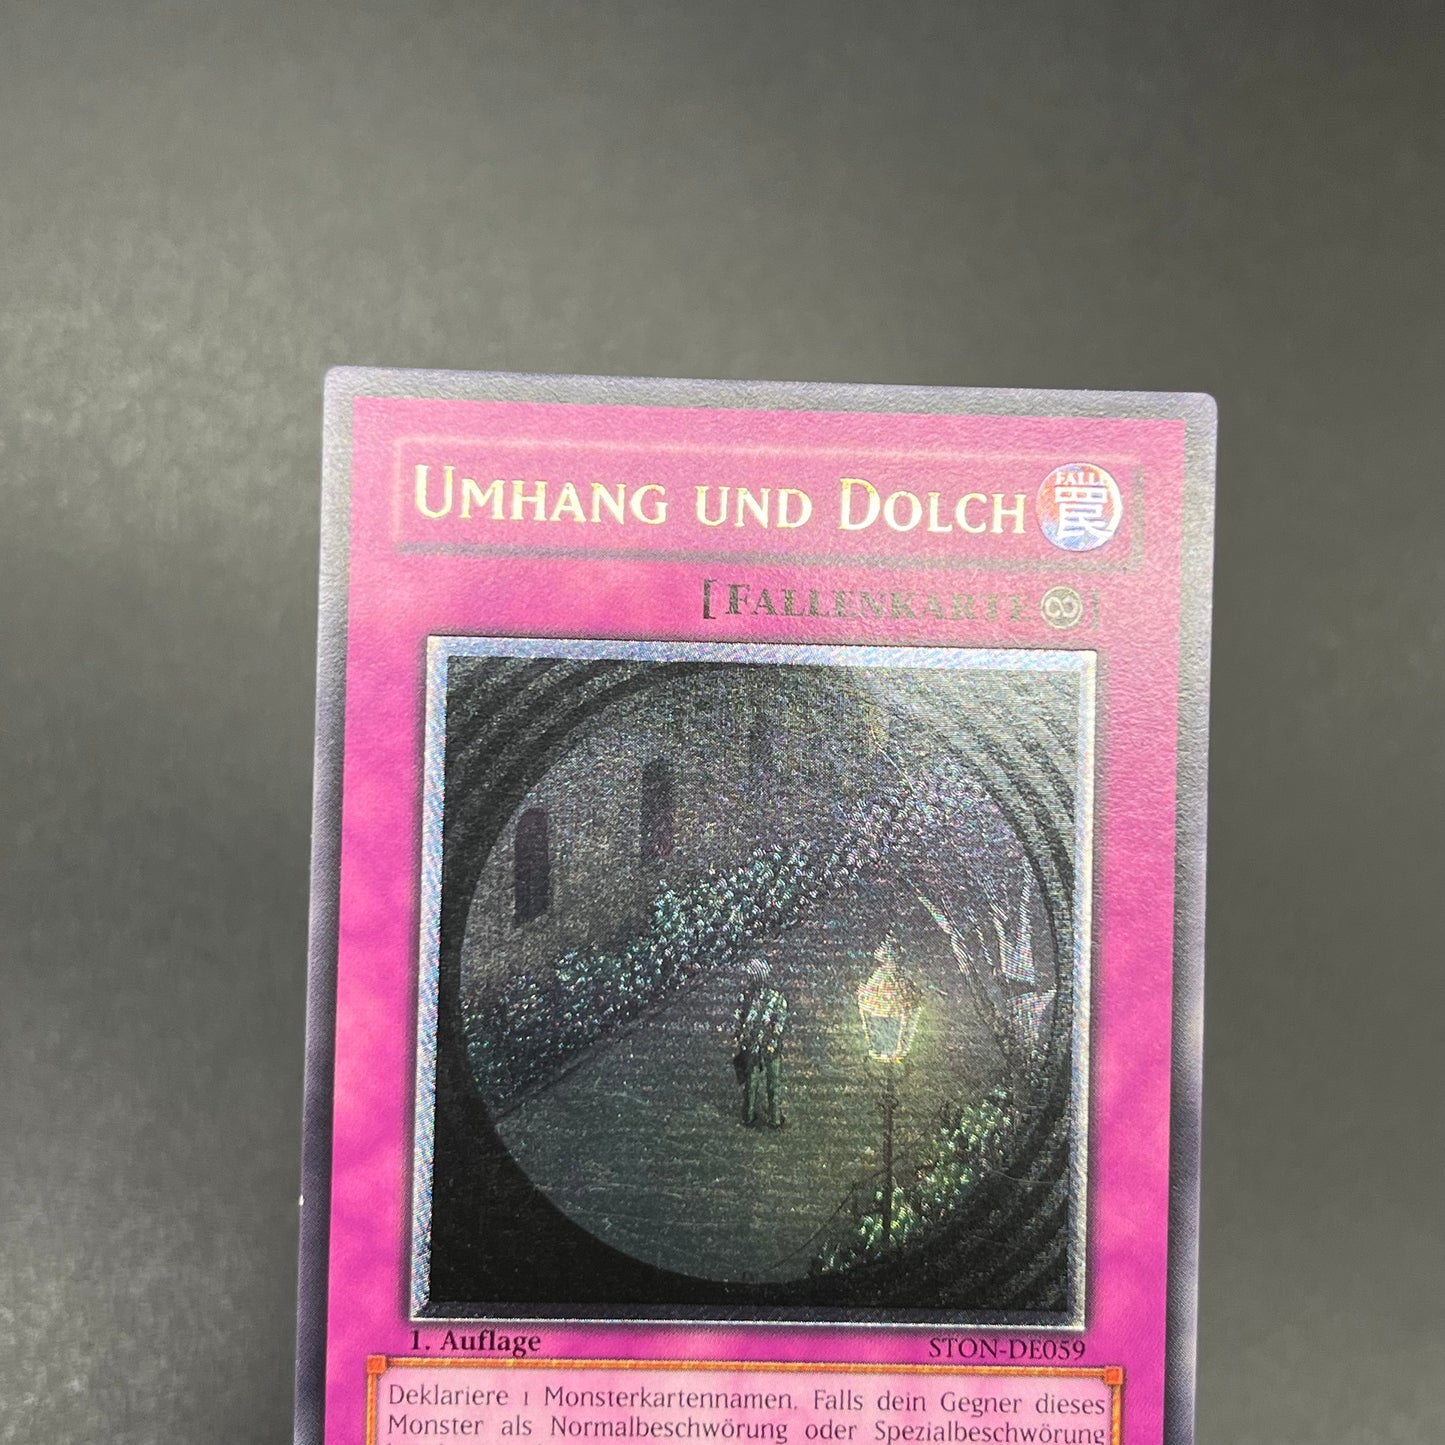 UMHANG UND DOLCH
FALLE
罠
[FALLENKARTE ∞]
1. Auflage
STON-DE059
Deklariere 1 Monsterkartennamen. Falls dein Gegner dieses
Monster als Normalbeschwörung oder Spezialbeschwörung